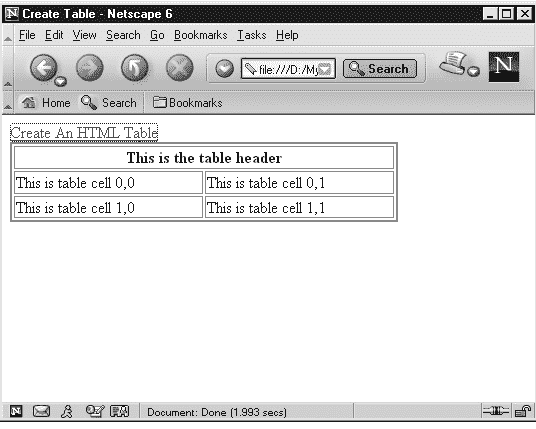 Create Table - Netscape 6
File Edit View Search Go Bookmarks Tasks Help
file:///D:/My Search
N
Home Search Bookmarks
Create An HTML Table
This is the table header
This is table cell 0,0 This is table cell 0,1
This is table cell 1,0 This is table cell 1,1
Document: Done (1.993 secs)